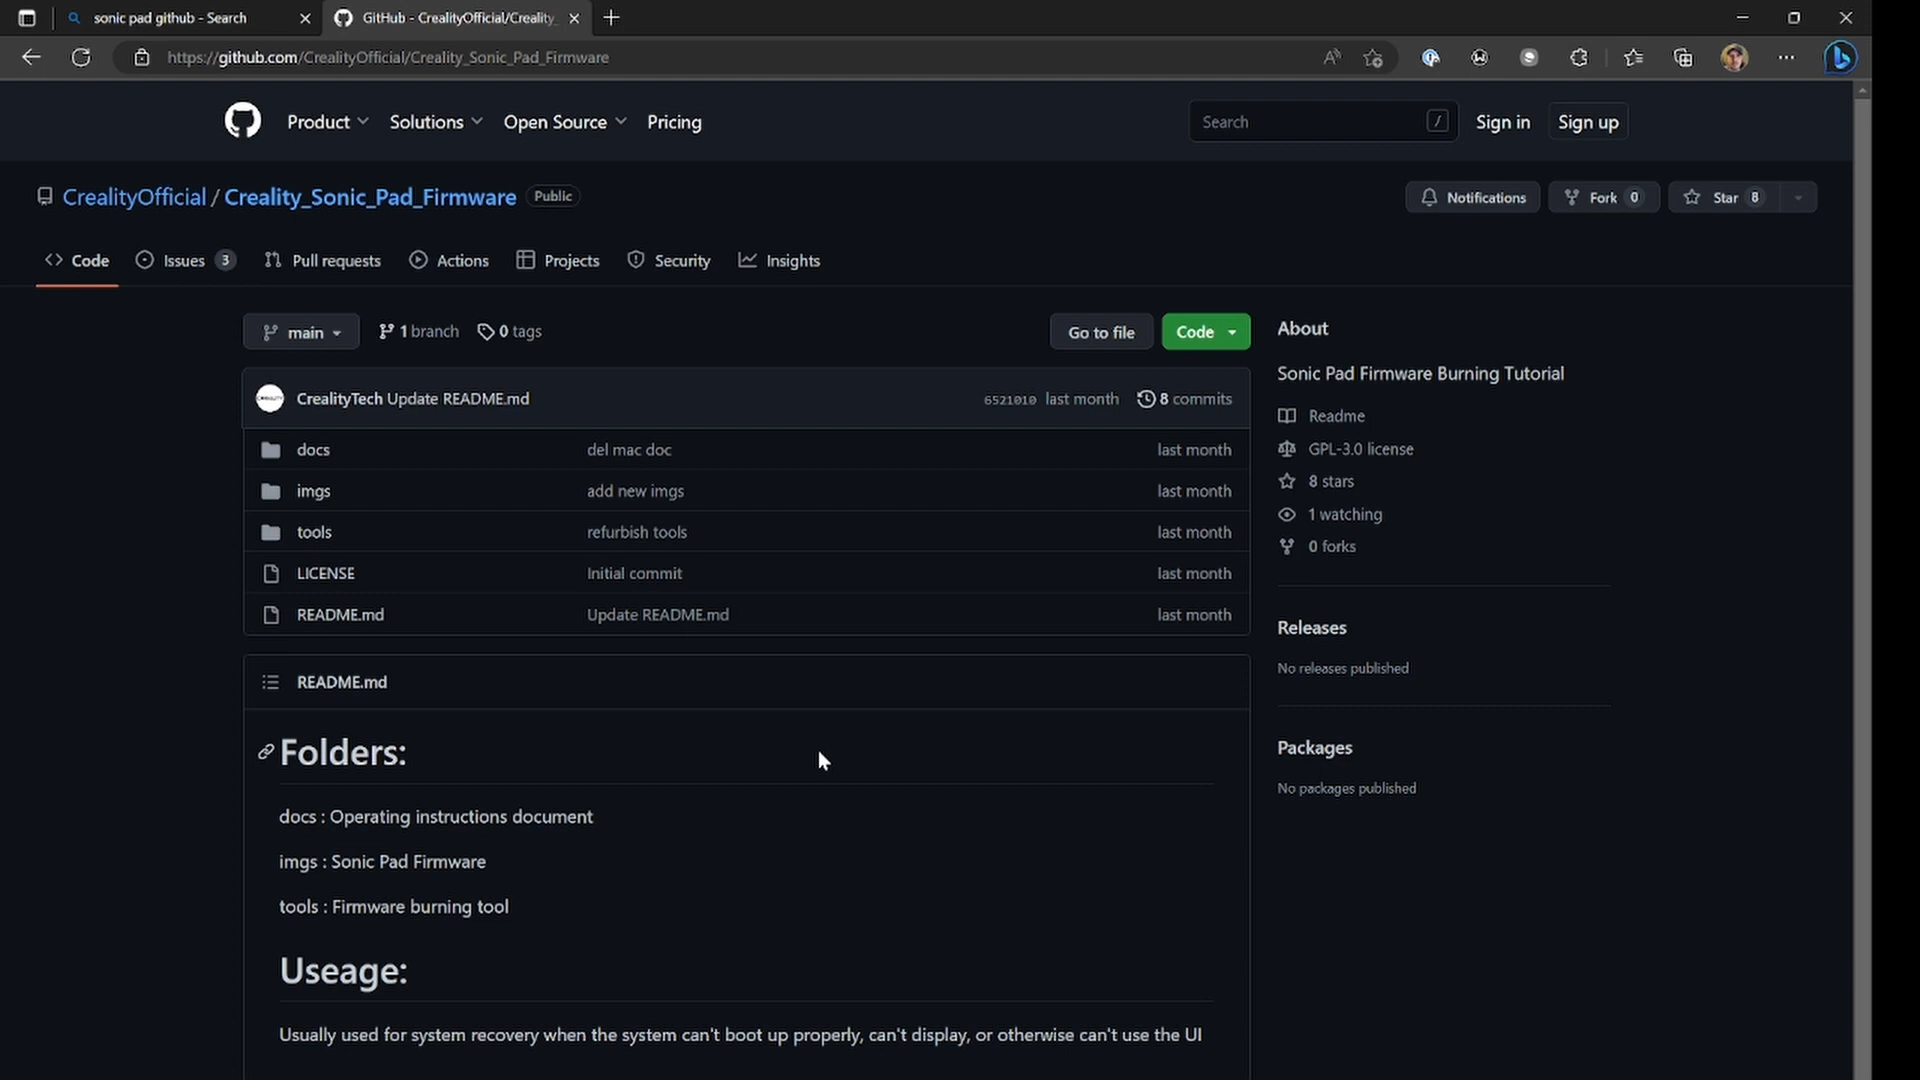 sonic pad github - Search
GitHub - CrealityOfficial/Creality_
https://github.com/CrealityOfficial/Creality_Sonic_Pad_Firmware
Product Solutions Open Source Pricing
Search /
Sign in
Sign up
CrealityOfficial / Creality_Sonic_Pad_Firmware Public
Notifications
Fork 0
Star 8
Code
Issues 3
Pull requests
Actions
Projects
Security
Insights
main
1 branch
0 tags
Go to file
Code
CrealityTech Update README.md 6521010 last month 8 commits
docs del mac doc last month
imgs add new imgs last month
tools refurbish tools last month
LICENSE Initial commit last month
README.md Update README.md last month
README.md
Folders:
docs : Operating instructions document
imgs : Sonic Pad Firmware
tools : Firmware burning tool
Useage:
Usually used for system recovery when the system can't boot up properly, can't display, or otherwise can't use the UI
About
Sonic Pad Firmware Burning Tutorial
Readme
GPL-3.0 license
8 stars
1 watching
0 forks
Releases
No releases published
Packages
No packages published